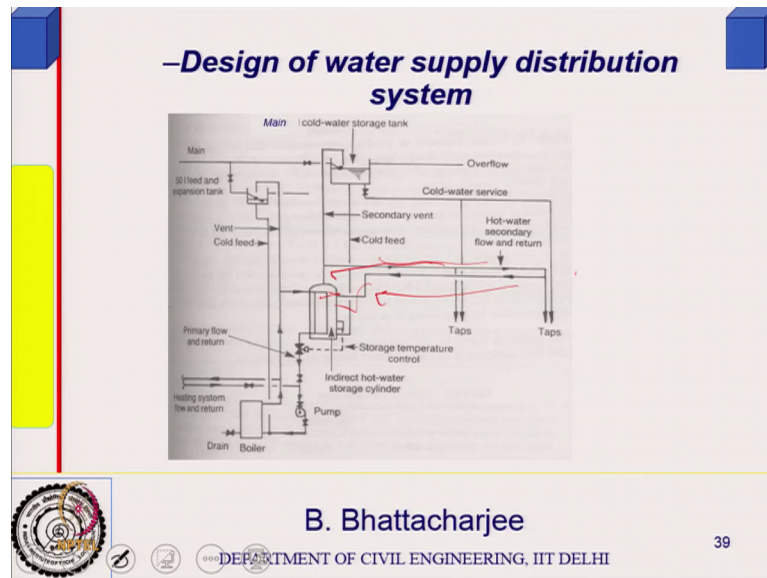 –Design of water supply distribution
system
Main cold-water storage tank
Main
Overflow
50 l feed and
expansion tank
Cold-water service
Hot-water
secondary
flow and return
Secondary vent
Vent
Cold feed
Cold feed
Taps
Taps
Primary flow
and return
Storage temperature
control
Indirect hot-water
storage cylinder
Heating system
flow and return
Pump
Drain Boiler
B. Bhattacharjee
DEPARTMENT OF CIVIL ENGINEERING, IIT DELHI
39
NPTEL